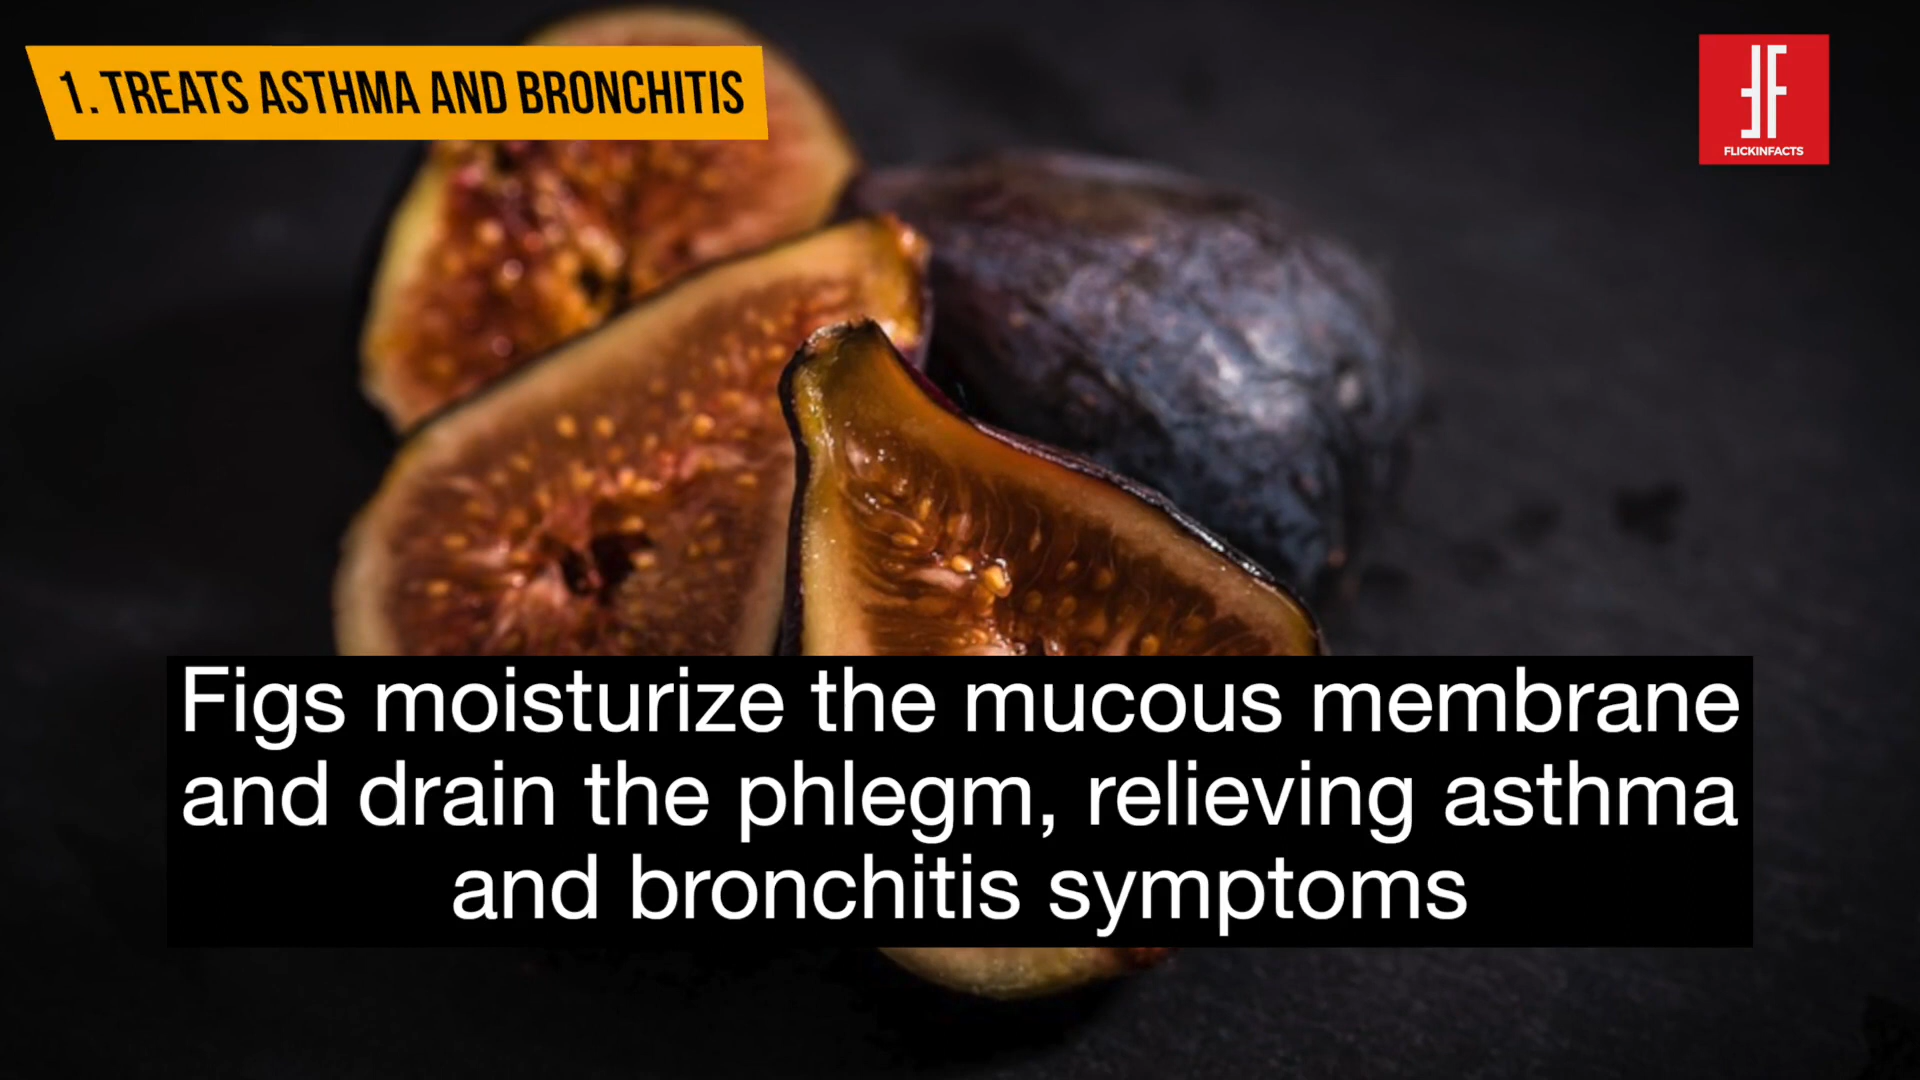 1. TREATS ASTHMA AND BRONCHITIS
FLICKINFACTS
Figs moisturize the mucous membrane
and drain the phlegm, relieving asthma
and bronchitis symptoms